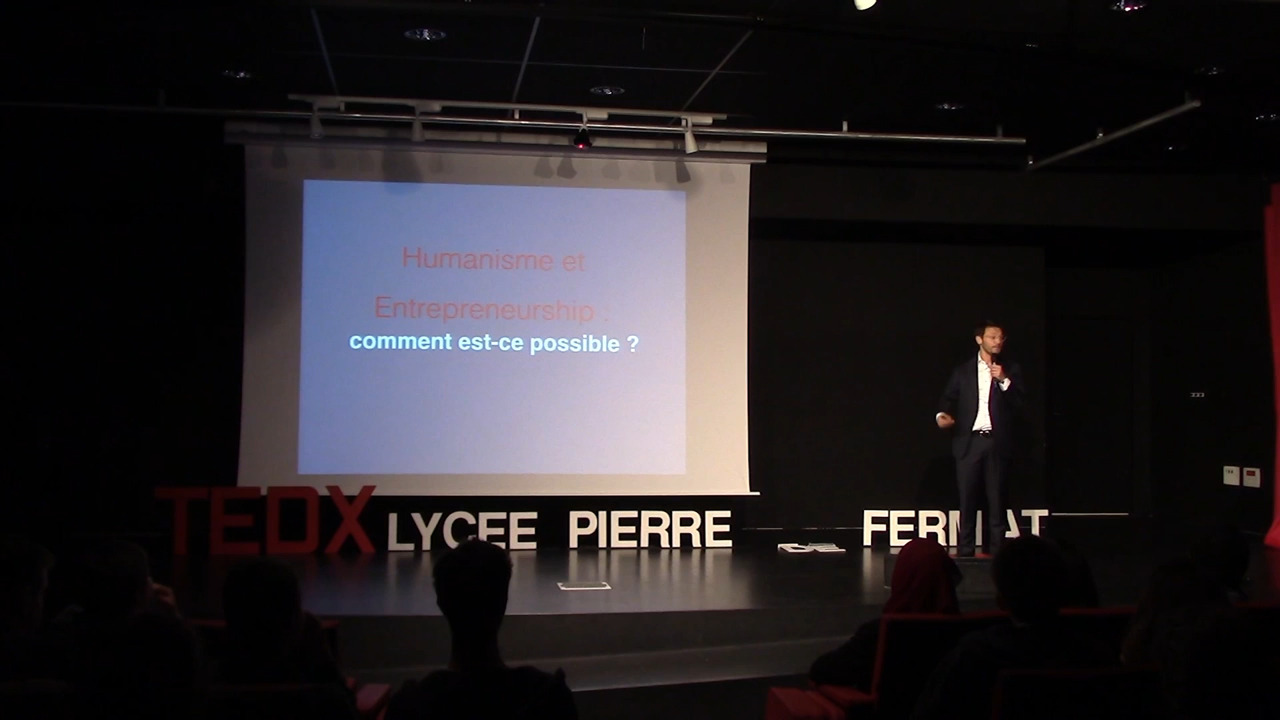 Humanisme et
Entrepreneurship :
comment est-ce possible ?
TEDX LYCEE PIERRE FERMAT